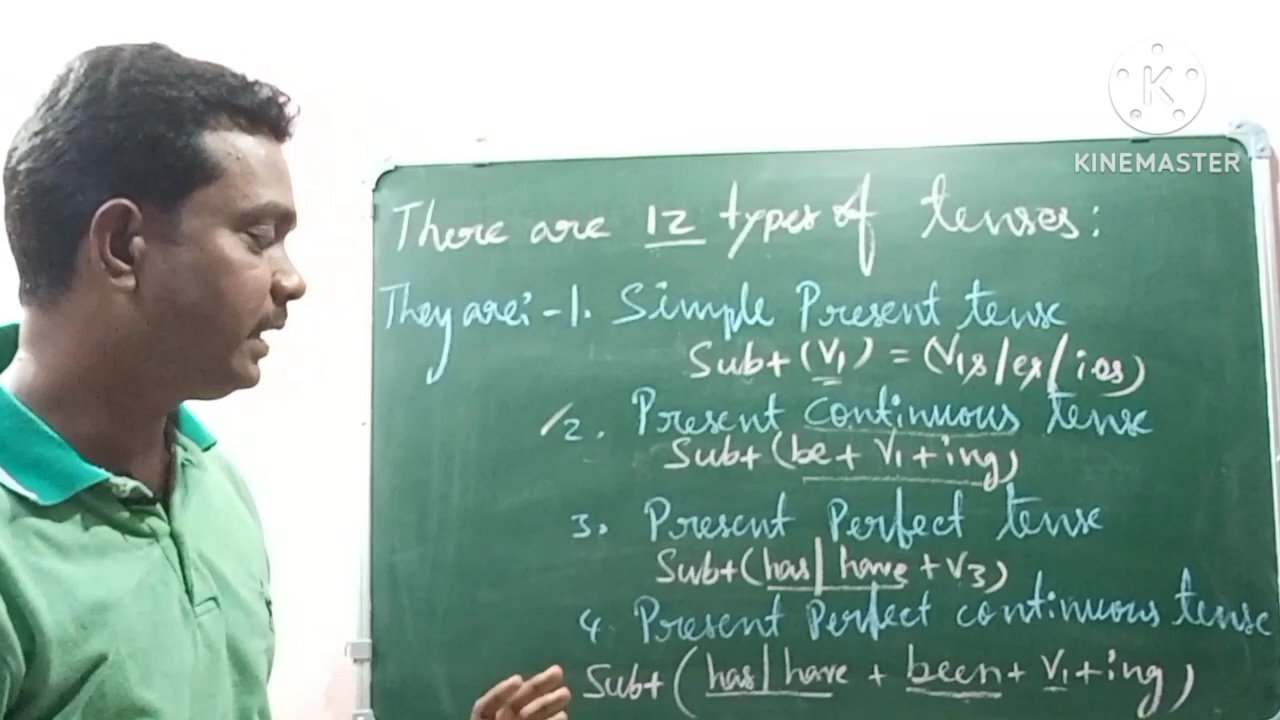 There are 12 types of tenses:
KINEMASTER
They are:- 1. Simple Present tense
Sub+ (V1) = (V1s/es/ies)
2. Present continuous tense
Sub+ (be + V1 + ing)
3. Present Perfect tense
Sub+ (has/have + V3)
4. Present Perfect continuous tense
Sub+ (has/have + been + V1 + ing)